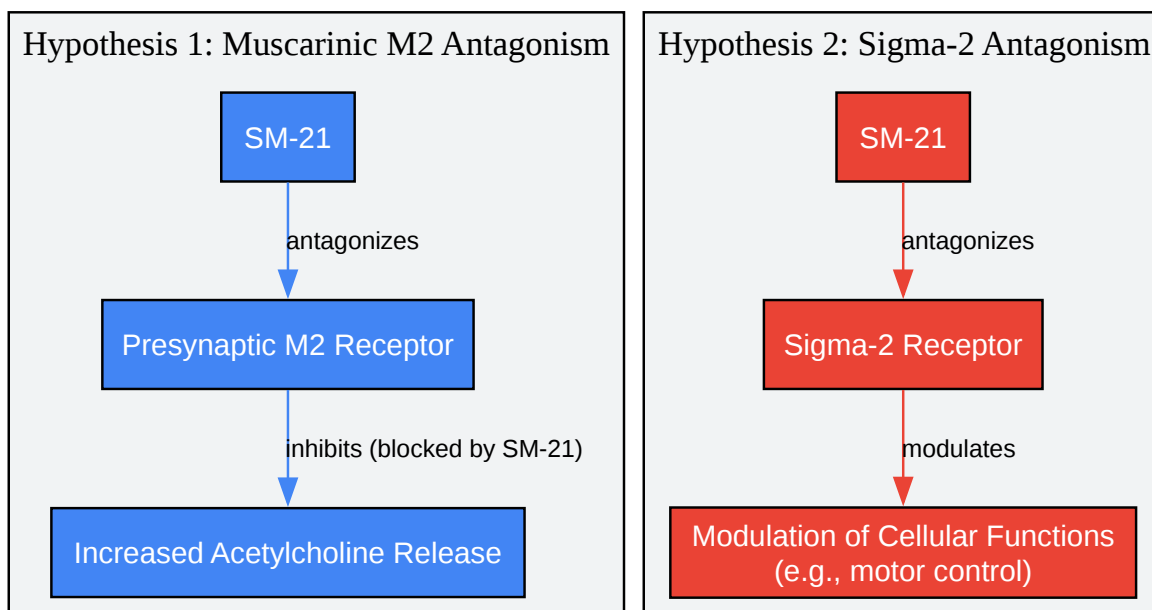 Hypothesis 1: Muscarinic M2 Antagonism
SM-21
antagonizes
Presynaptic M2 Receptor
inhibits (blocked by SM-21)
Increased Acetylcholine Release
Hypothesis 2: Sigma-2 Antagonism
SM-21
antagonizes
Sigma-2 Receptor
modulates
Modulation of Cellular Functions
(e.g., motor control)